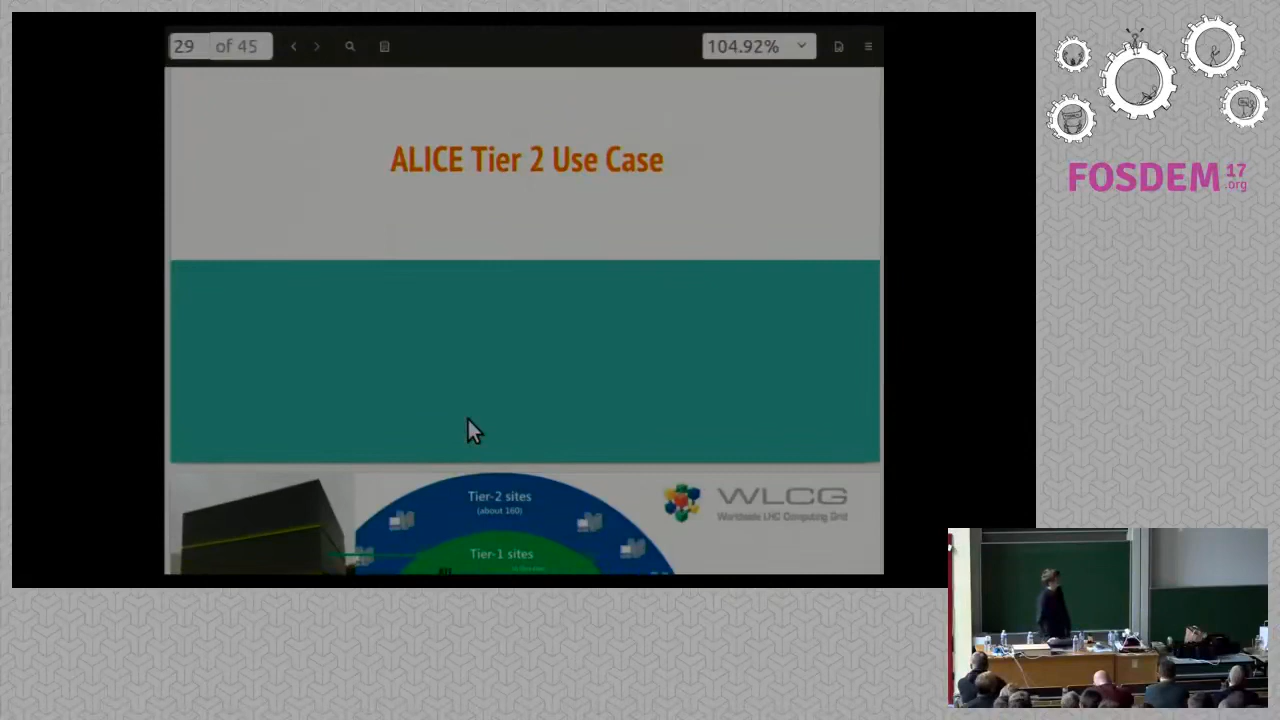 29 of 45
104.92%
ALICE Tier 2 Use Case
Tier-2 sites
(about 160)
WLCG
Worldwide LHC Computing Grid
Tier-1 sites
FOSDEM 17
.org